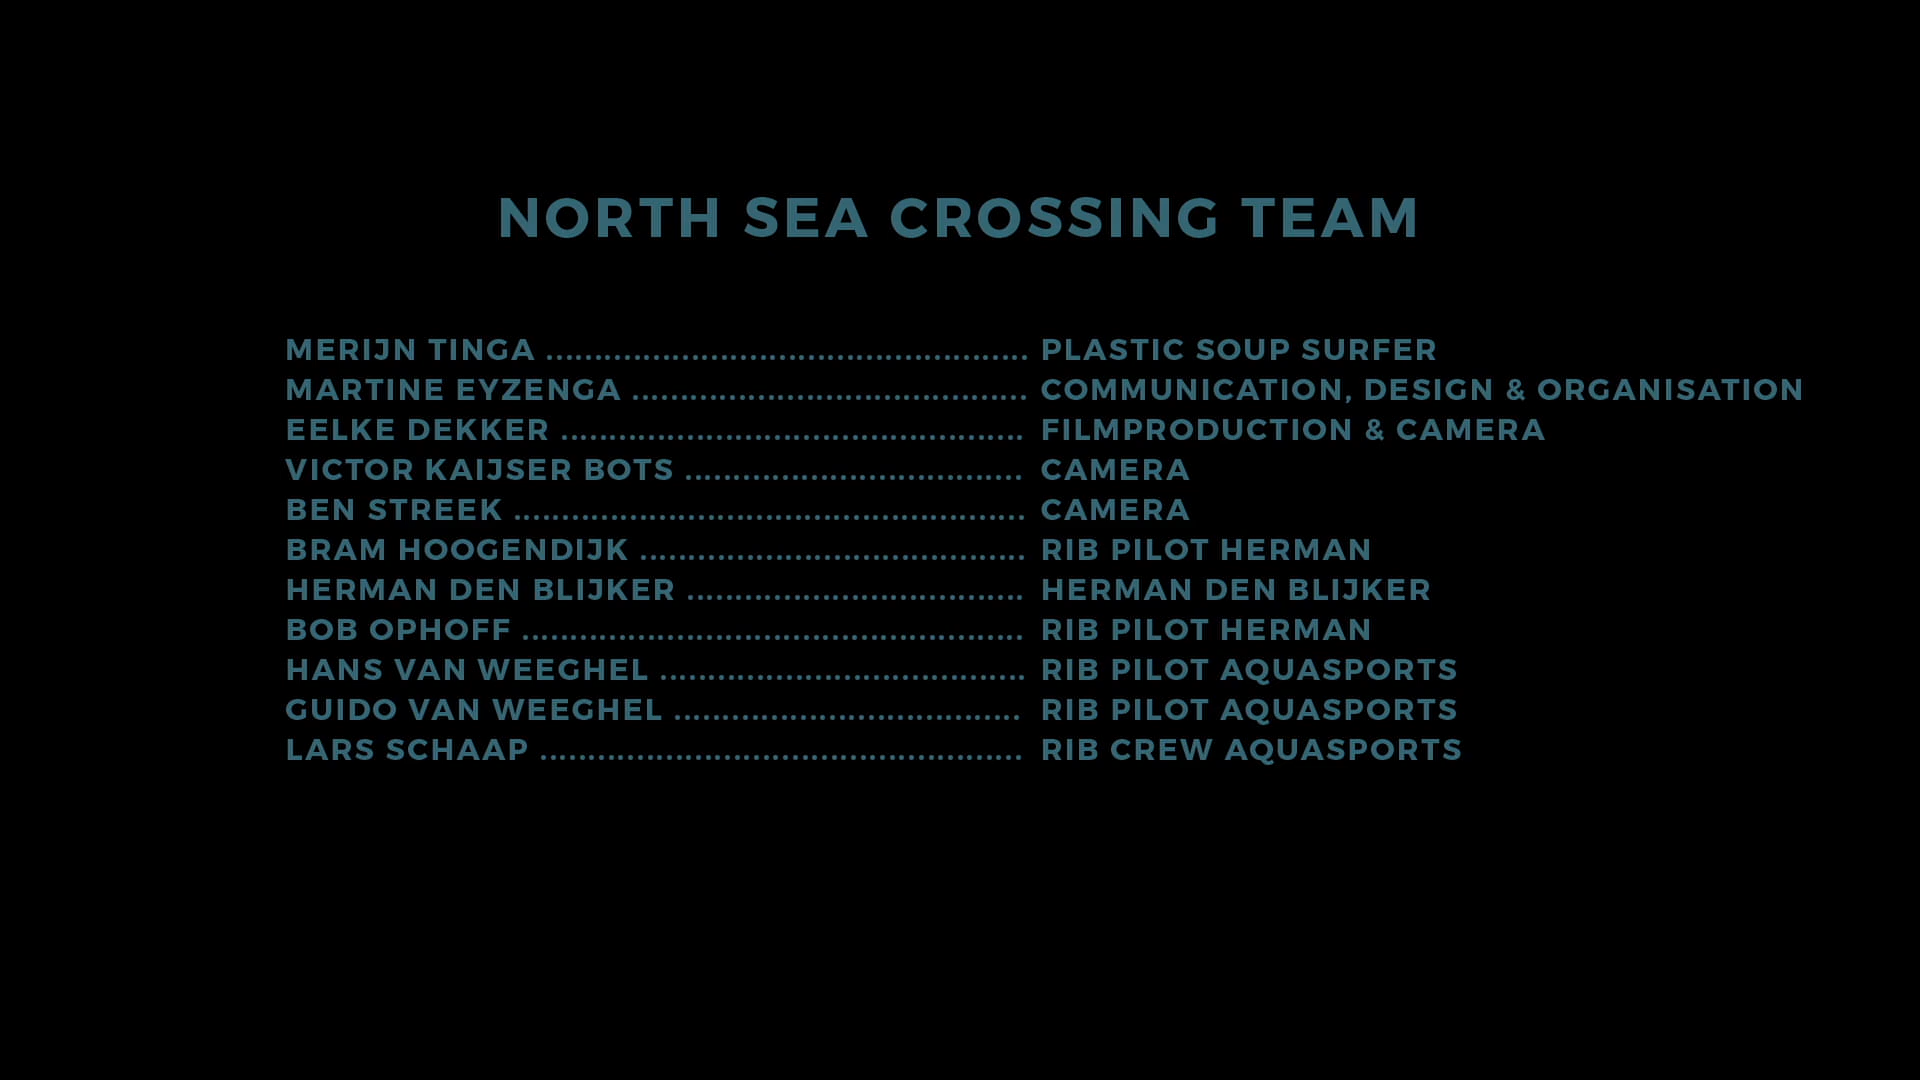 NORTH SEA CROSSING TEAM
MERIJN TINGA .................................................. PLASTIC SOUP SURFER
MARTINE EYZENGA ......................................... COMMUNICATION, DESIGN & ORGANISATION
EELKE DEKKER ................................................ FILMPRODUCTION & CAMERA
VICTOR KAIJSER BOTS ................................... CAMERA
BEN STREEK ..................................................... CAMERA
BRAM HOOGENDIJK ........................................ RIB PILOT HERMAN
HERMAN DEN BLIJKER ................................... HERMAN DEN BLIJKER
BOB OPHOFF .................................................... RIB PILOT HERMAN
HANS VAN WEEGHEL ...................................... RIB PILOT AQUASPORTS
GUIDO VAN WEEGHEL .................................... RIB PILOT AQUASPORTS
LARS SCHAAP .................................................. RIB CREW AQUASPORTS